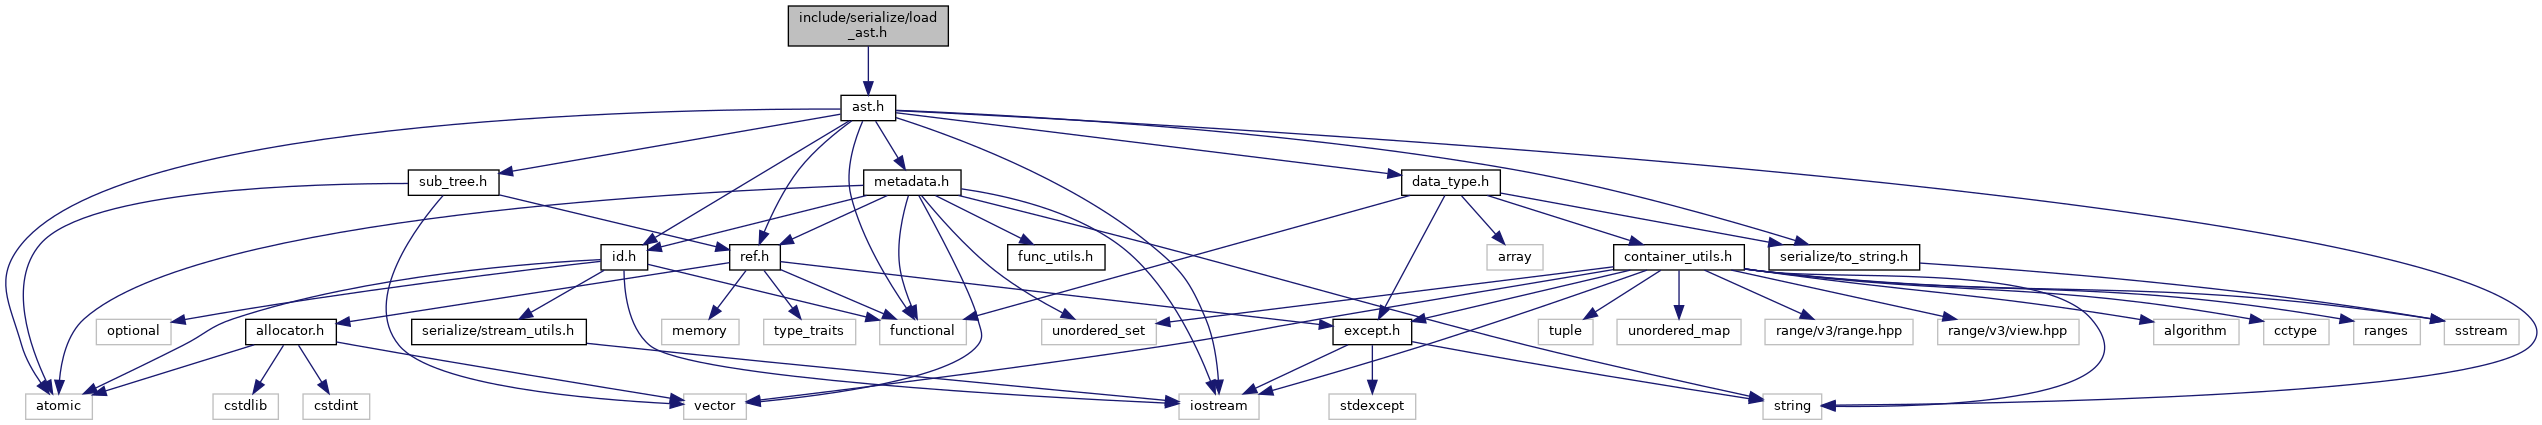 include/serialize/load
_ast.h
ast.h
sub_tree.h
metadata.h
data_type.h
id.h
ref.h
func_utils.h
array
container_utils.h
serialize/to_string.h
optional
allocator.h
serialize/stream_utils.h
memory
type_traits
functional
unordered_set
except.h
tuple
unordered_map
range/v3/range.hpp
range/v3/view.hpp
algorithm
cctype
ranges
sstream
atomic
cstdlib
cstdint
vector
iostream
stdexcept
string